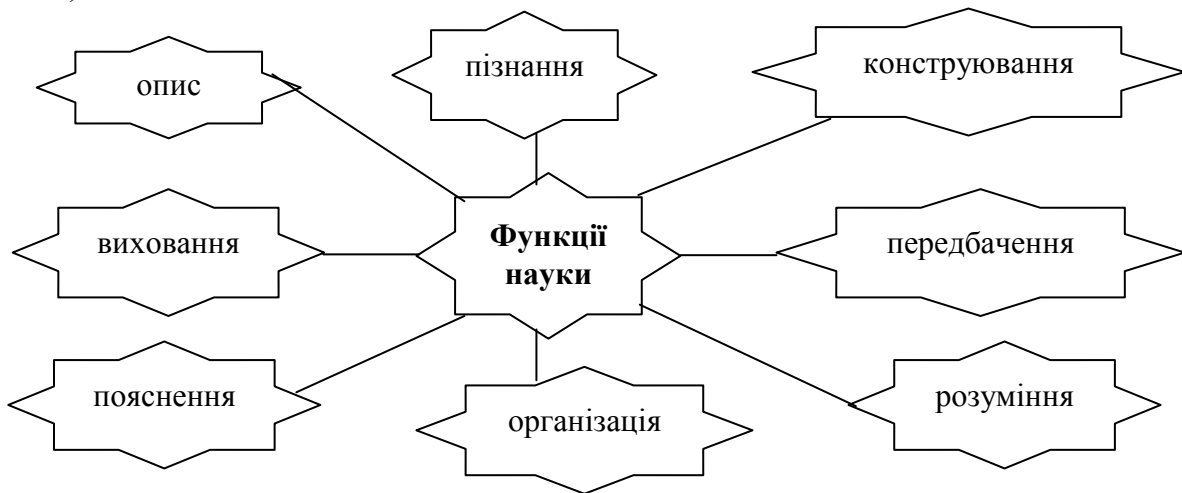 опис
пізнання
конструювання
виховання
Функції
науки
передбачення
пояснення
організація
розуміння